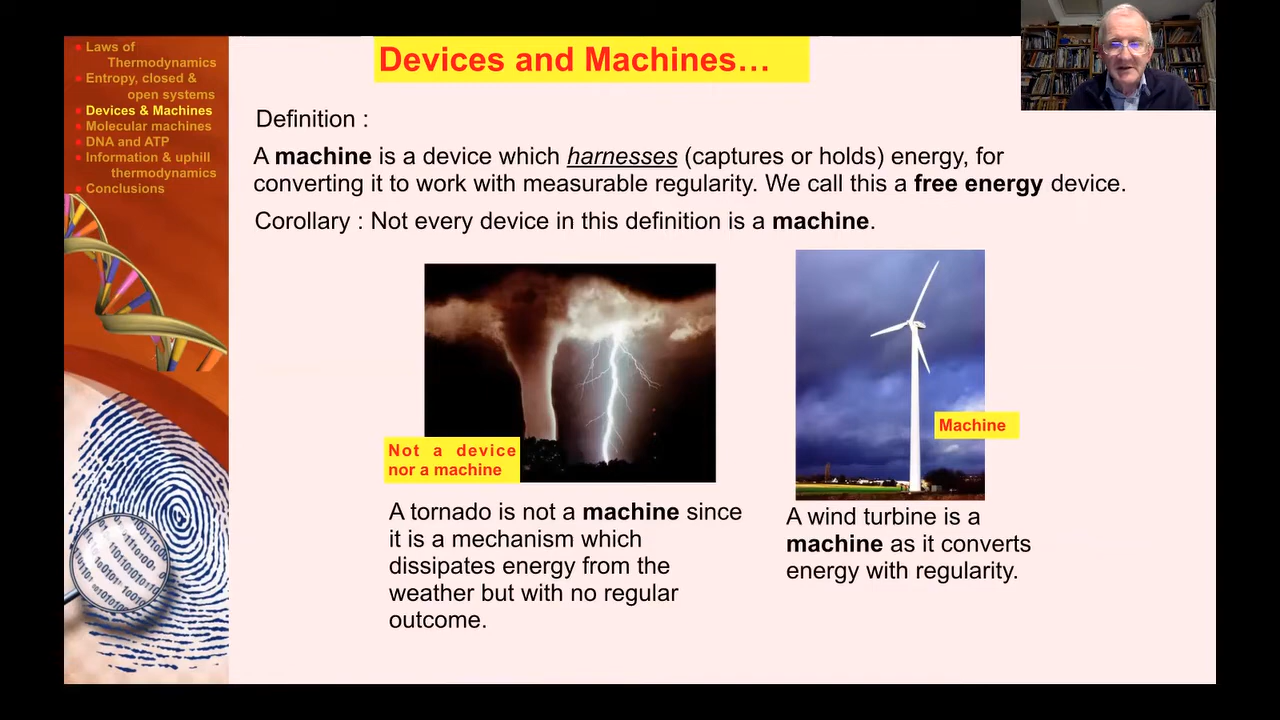 Laws of
Thermodynamics
Entropy, closed &
open systems
Devices & Machines
Molecular machines
DNA and ATP
Information & uphill
thermodynamics
Conclusions
Devices and Machines…
Definition :
A machine is a device which harnesses (captures or holds) energy, for
converting it to work with measurable regularity. We call this a free energy device.
Corollary : Not every device in this definition is a machine.
Not a device
nor a machine
A tornado is not a machine since
it is a mechanism which
dissipates energy from the
weather but with no regular
outcome.
Machine
A wind turbine is a
machine as it converts
energy with regularity.